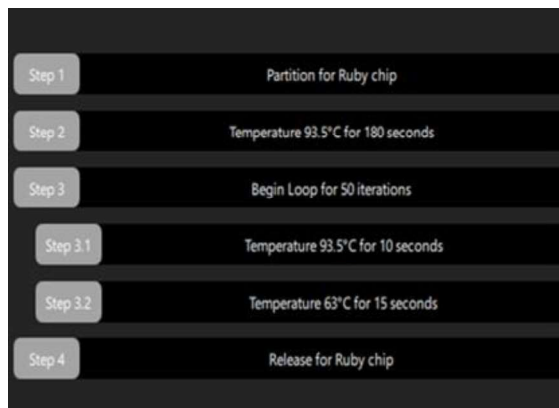 Step 1 Partition for Ruby chip
Step 2 Temperature 93.5°C for 180 seconds
Step 3 Begin Loop for 50 iterations
Step 3.1 Temperature 93.5°C for 10 seconds
Step 3.2 Temperature 63°C for 15 seconds
Step 4 Release for Ruby chip